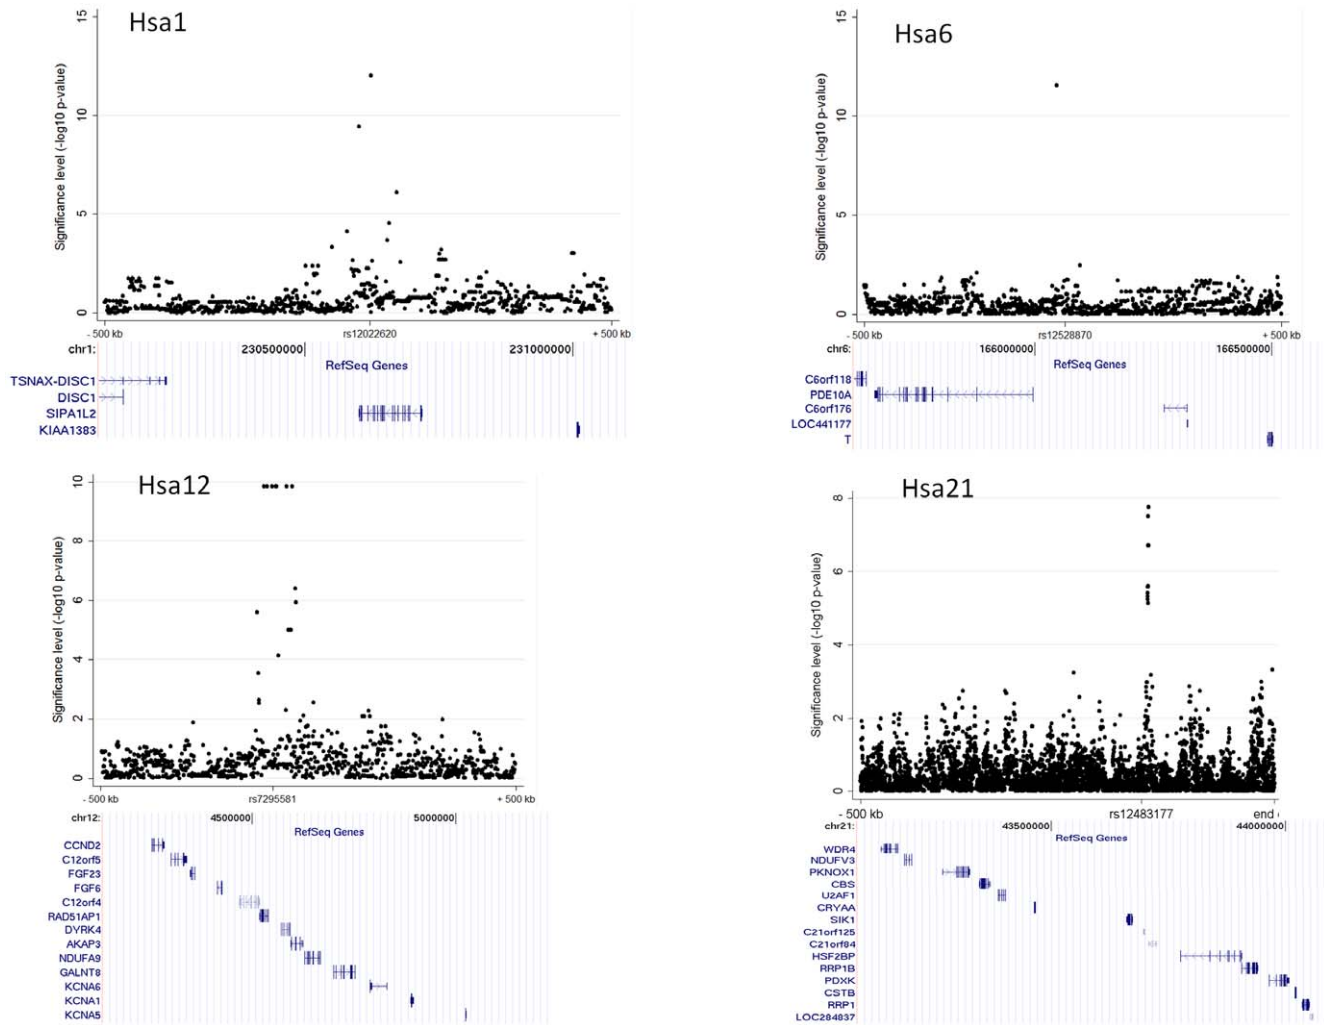 Hsa1
Significance level (-log10 p-value)
15
10
5
0
- 500 kb
rs12022620
+ 500 kb
chr1:
230500000
231000000
RefSeq Genes
TSNAX-DISC1
DISC1
SIPA1L2
KIAA1383
Hsa6
Significance level (-log10 p-value)
15
10
5
0
- 500 kb
rs12528870
+ 500 kb
chr6:
166000000
166500000
RefSeq Genes
C6orf118
PDE10A
C6orf176
LOC441177
T
Hsa12
Significance level (-log10 p-value)
10
8
6
4
2
0
- 500 kb
rs7295581
+ 500 kb
chr12:
4500000
5000000
RefSeq Genes
CCND2
C12orf5
FGF23
FGF6
C12orf4
RAD51AP1
DYRK4
AKAP3
NDUFA9
GALNT8
KCNA6
KCNA1
KCNA5
Hsa21
Significance level (-log10 p-value)
8
6
4
2
0
- 500 kb
rs12483177
end
chr21:
43500000
44000000
RefSeq Genes
WDR4
NDUFV3
PKNOX1
CBS
U2AF1
CRYAA
SIK1
C21orf125
C21orf84
HSF2BP
RRP1B
PDXK
CSTB
RRP1
LOC284837